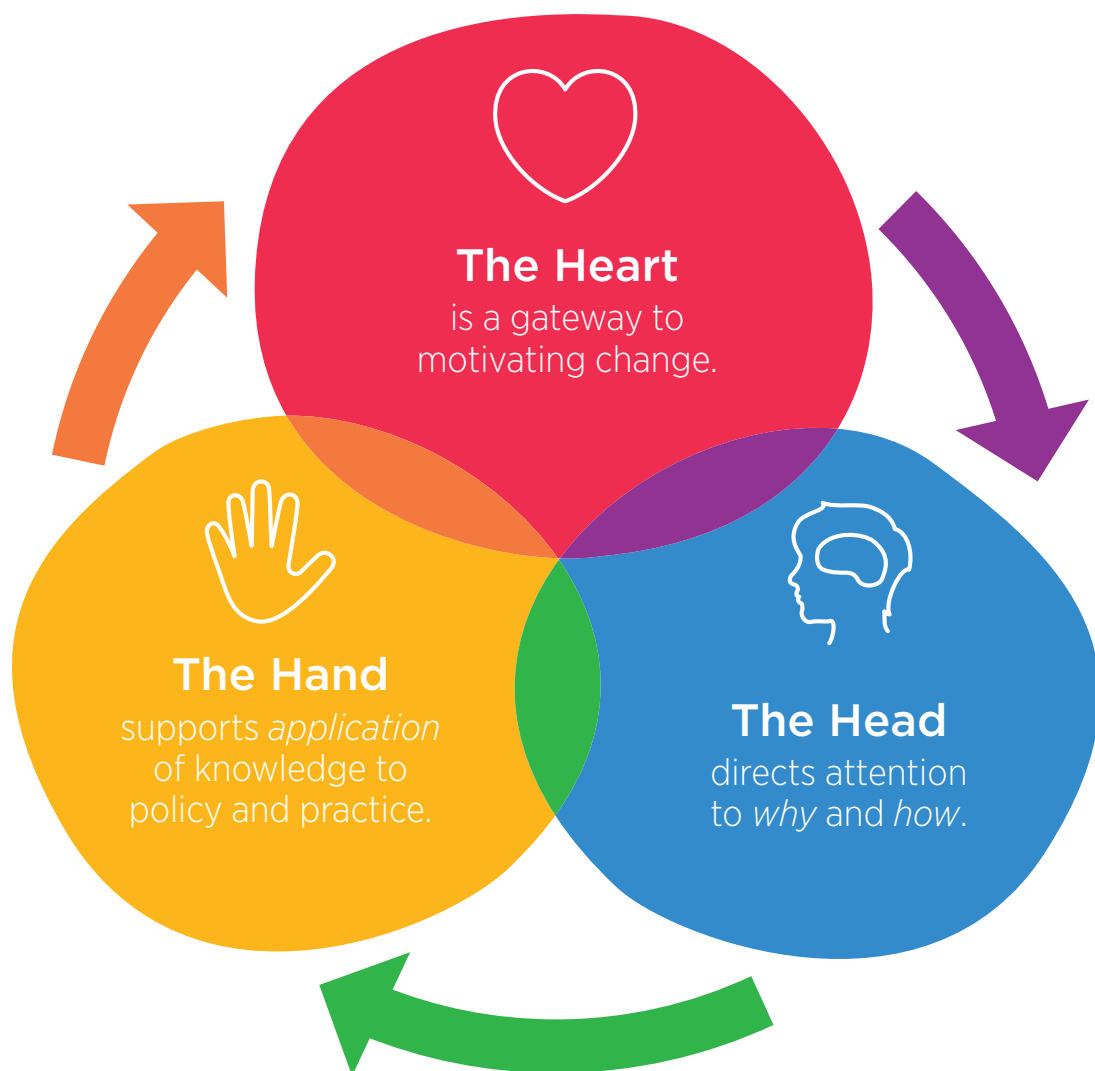 The Heart
is a gateway to
motivating change.
The Hand
supports application
of knowledge to
policy and practice.
The Head
directs attention
to why and how.